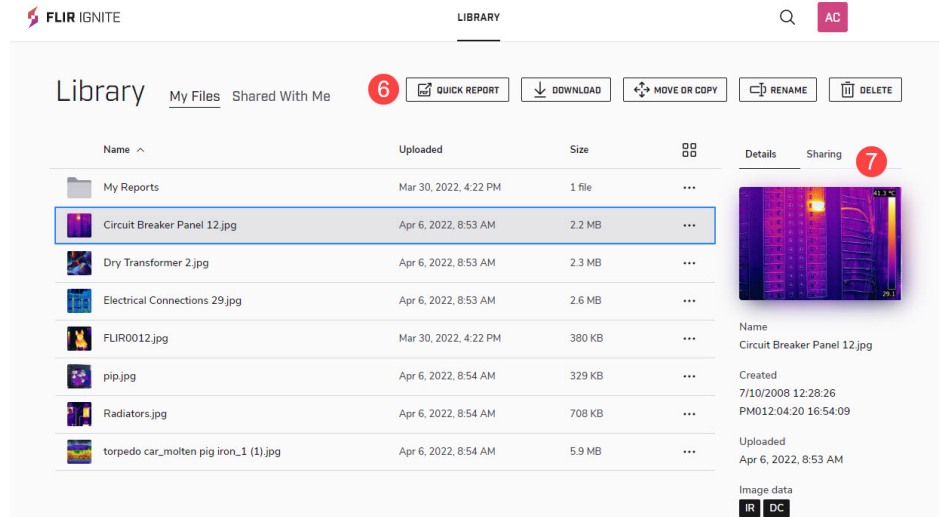 FLIR IGNITE LIBRARY AC
Library My Files Shared With Me 6 QUICK REPORT DOWNLOAD MOVE OR COPY RENAME DELETE
Name Uploaded Size
My Reports Mar 30, 2022, 4:22 PM 1 file ...
Circuit Breaker Panel 12.jpg Apr 6, 2022, 8:53 AM 2.2 MB ...
Dry Transformer 2.jpg Apr 6, 2022, 8:53 AM 2.3 MB ...
Electrical Connections 29.jpg Apr 6, 2022, 8:53 AM 2.6 MB ...
FLIR0012.jpg Mar 30, 2022, 4:22 PM 380 KB ...
pip.jpg Apr 6, 2022, 8:54 AM 329 KB ...
Radiators.jpg Apr 6, 2022, 8:54 AM 708 KB ...
torpedo car_molten pig iron_1 (1).jpg Apr 6, 2022, 8:54 AM 5.9 MB ...
Details Sharing 7
41.3 °C
29.1
Name
Circuit Breaker Panel 12.jpg
Created
7/10/2008 12:28:26
PM012:04:20 16:54:09
Uploaded
Apr 6, 2022, 8:53 AM
Image data
IR DC